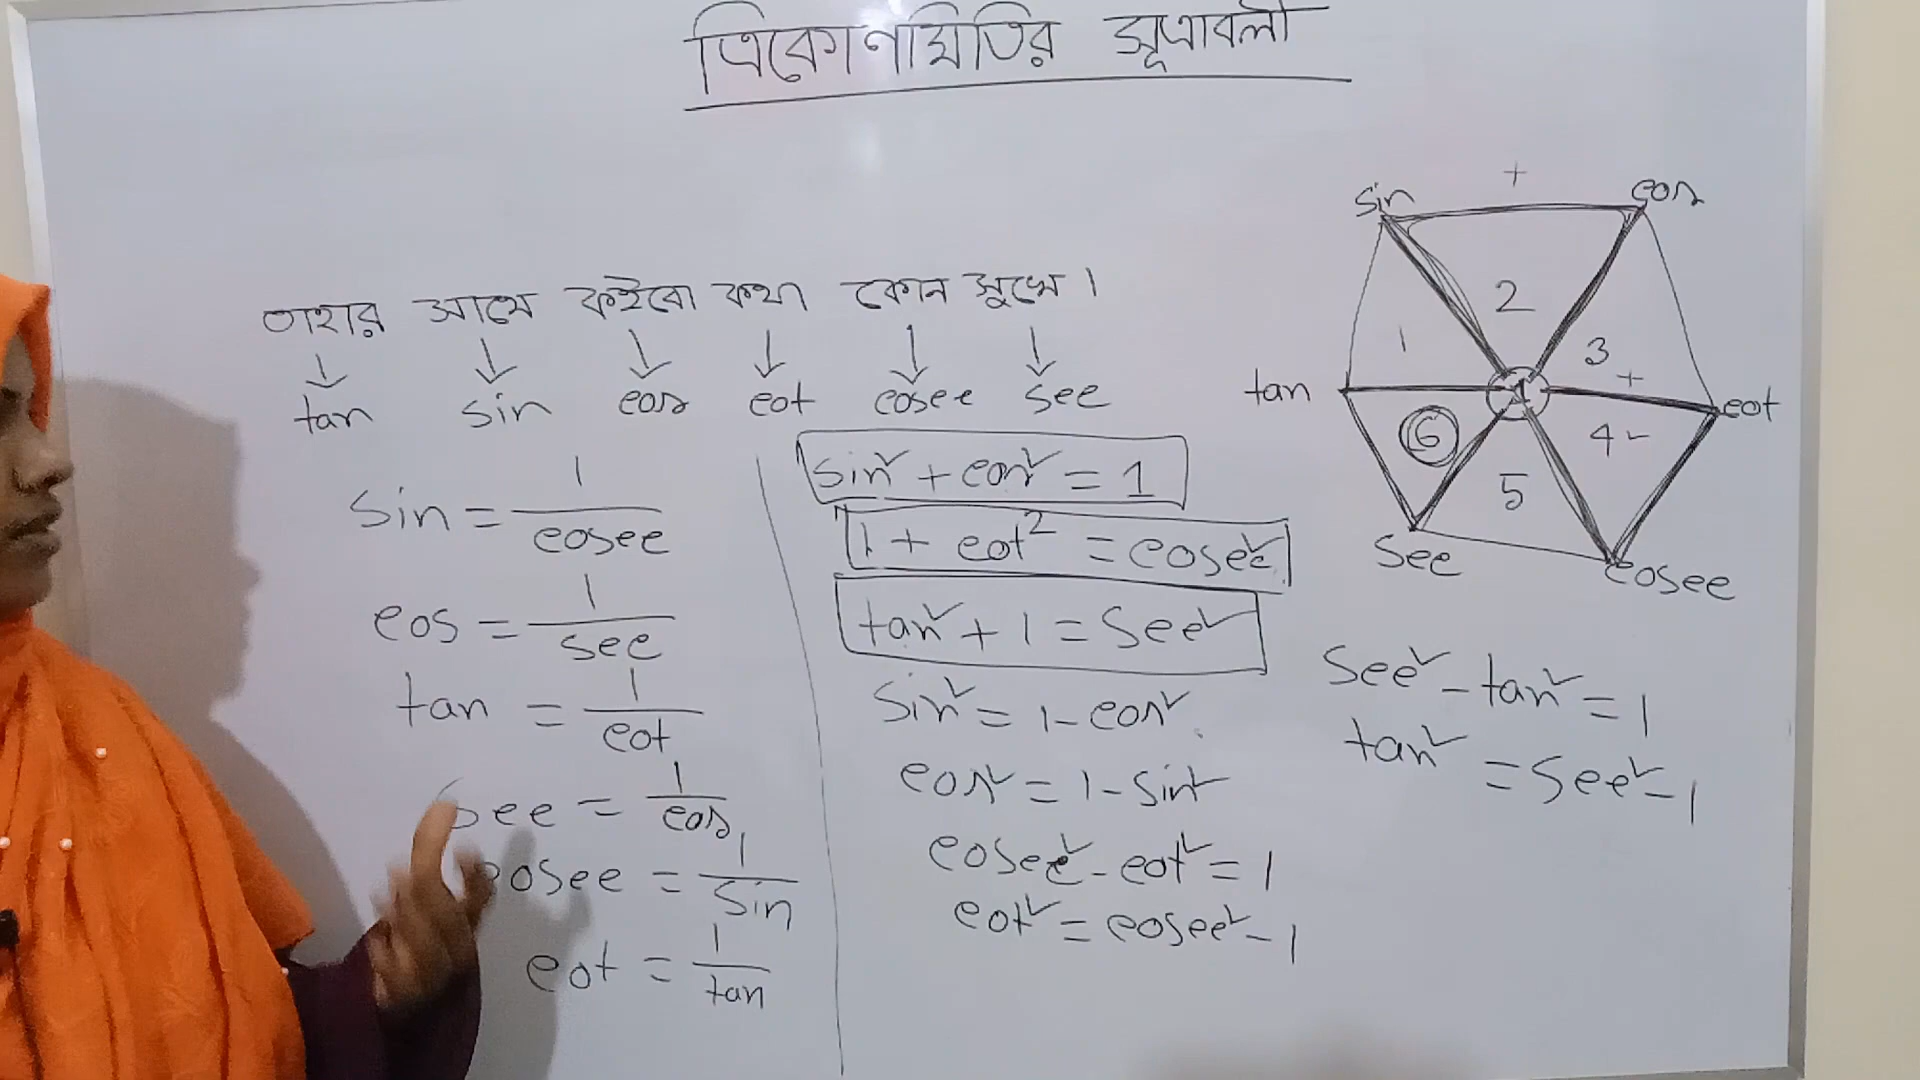 ত্রিকোণমিতির সূত্রাবলী
তাহার সাথে কইবো কথা কোন সুখে।
↓ ↓ ↓ ↓ ↓ ↓
tan sin cos cot cosec sec
sin = 1/cosec
cos = 1/sec
tan = 1/cot
sec = 1/cos
cosec = 1/sin
cot = 1/tan
sin² + cos² = 1
1 + cot² = cosec²
tan² + 1 = sec²
sin² = 1 - cos²
cos² = 1 - sin²
cosec² - cot² = 1
cot² = cosec² - 1
+
sin cos
2
1 3
+
tan 1 cot
6 4
5
sec cosec
sec² - tan² = 1
tan² = sec² - 1